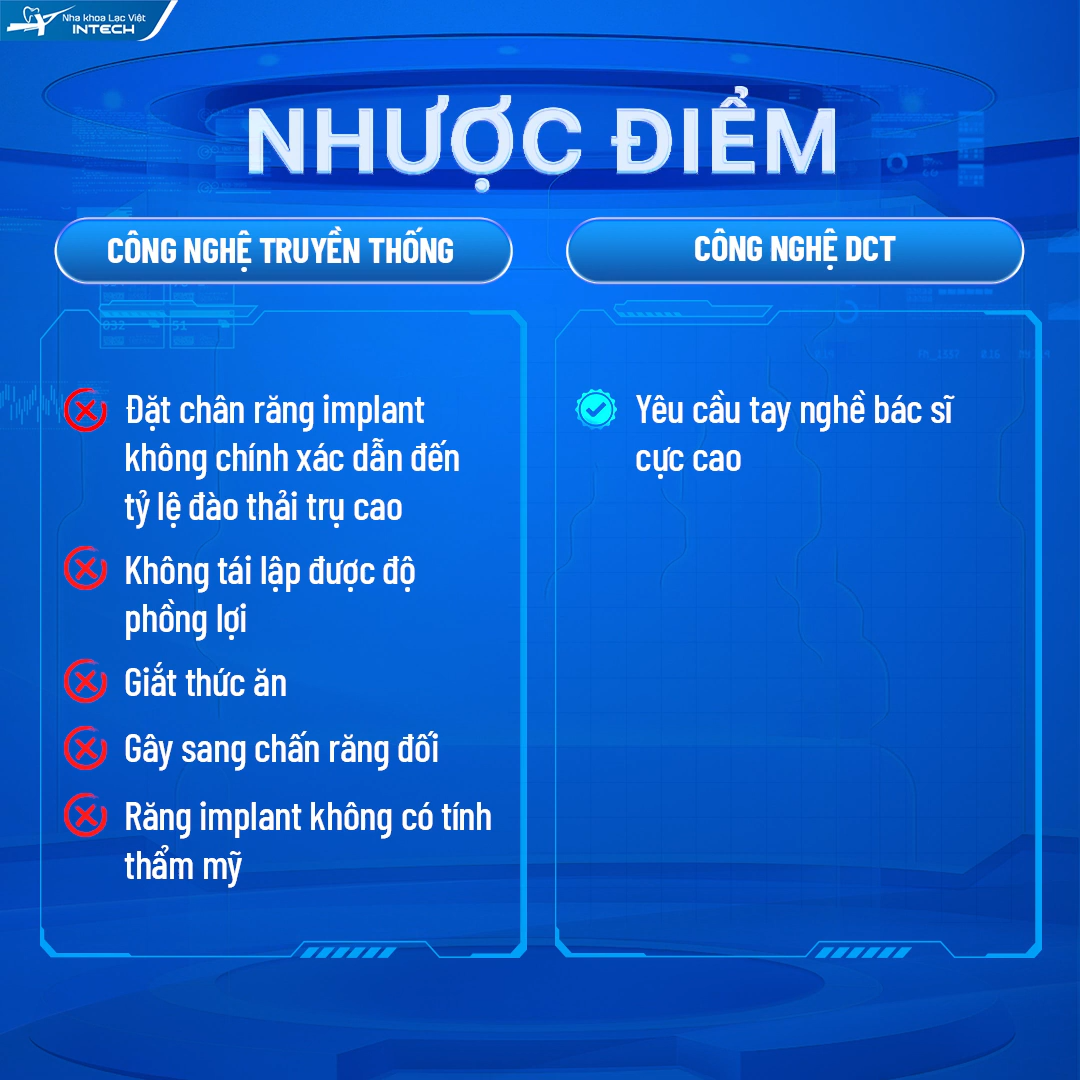 Nha khoa Lạc Việt
INTECH
NHƯỢC ĐIỂM
CÔNG NGHỆ TRUYỀN THỐNG
Đặt chân răng implant
không chính xác dẫn đến
tỷ lệ đào thải trụ cao
Không tái lập được độ
phồng lợi
Giắt thức ăn
Gây sang chấn răng đối
Răng implant không có tính
thẩm mỹ
CÔNG NGHỆ DCT
Yêu cầu tay nghề bác sĩ
cực cao